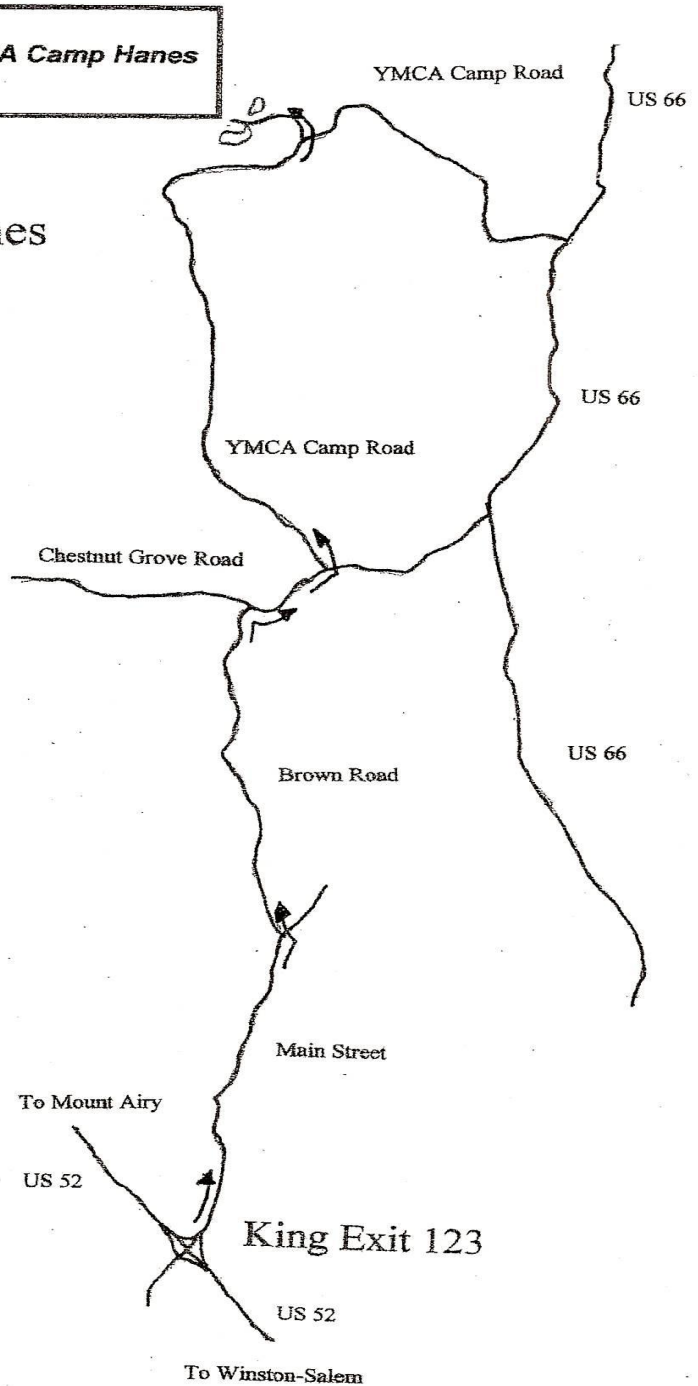 A Camp Hanes
YMCA Camp Road
US 66
US 66
YMCA Camp Road
Chestnut Grove Road
US 66
Brown Road
Main Street
To Mount Airy
US 52
King Exit 123
US 52
To Winston-Salem